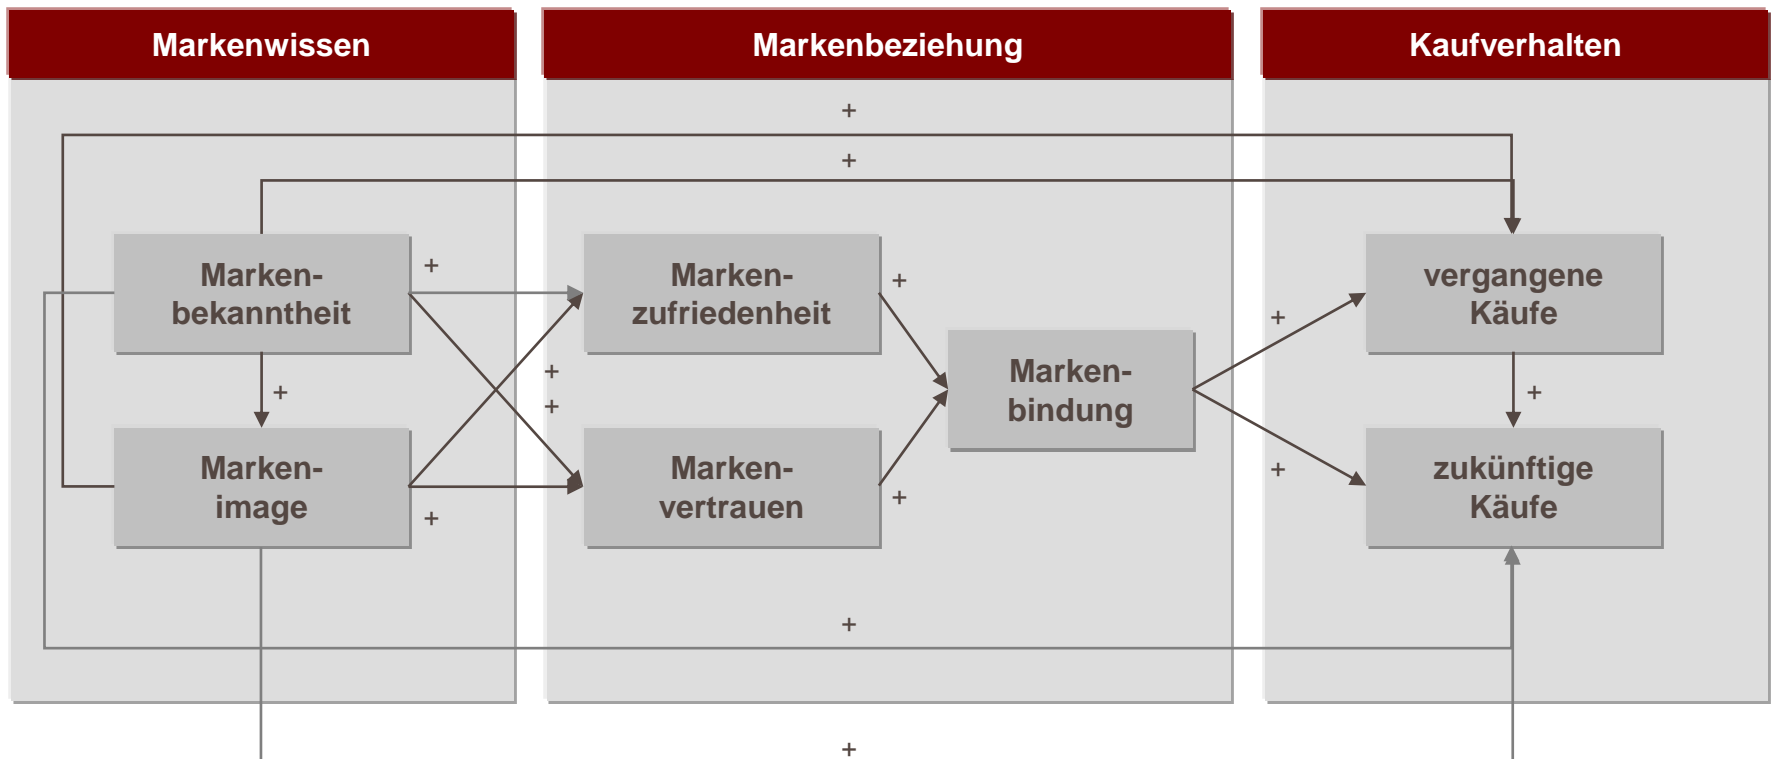 Markenwissen
Markenbeziehung
Kaufverhalten
+
+
Marken-
bekanntheit
+
Marken-
zufriedenheit
+
vergangene
Käufe
+
Marken-
bindung
+
+
+
+
Marken-
image
+
Marken-
vertrauen
+
+
zukünftige
Käufe
+
+